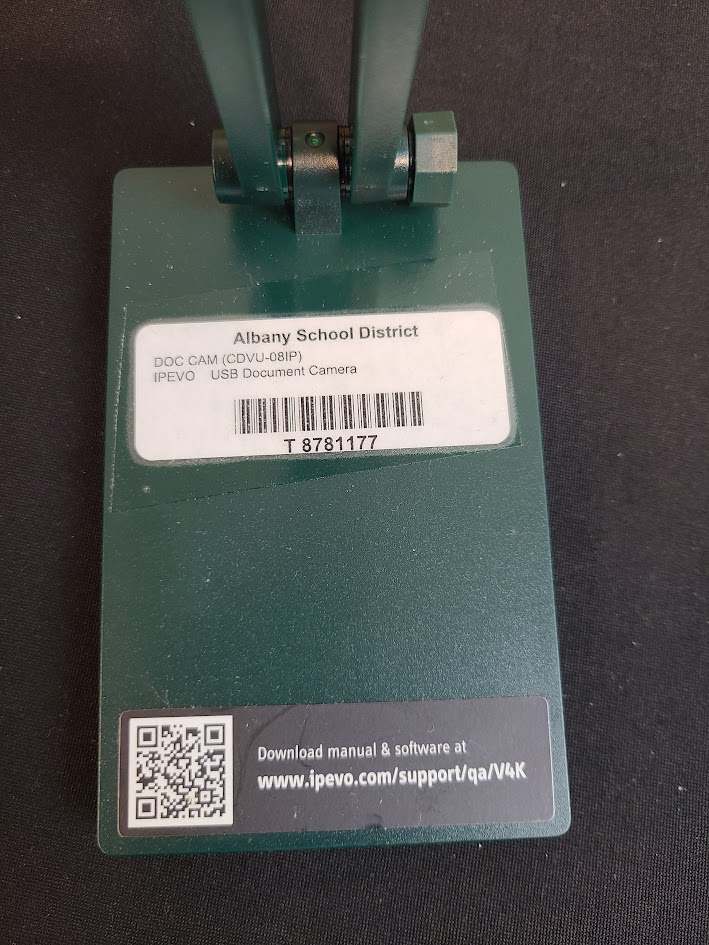 Albany School District
DOC CAM (CDVU-08IP)
IPEVO USB Document Camera
T 8781177
Download manual & software at
www.ipevo.com/support/qa/V4K